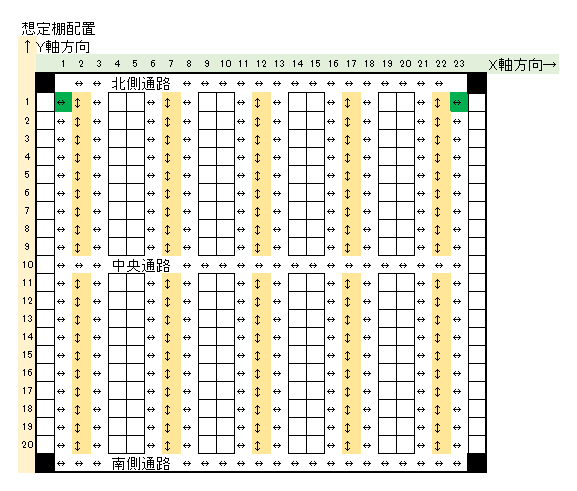 想定棚配置
↑Y軸方向
1 2 3 4 5 6 7 8 9 10 11 12 13 14 15 16 17 18 19 20 21 22 23 X軸方向→
↔ ↔ 北側通路 ↔ ↔ ↔ ↔ ↔ ↔ ↔ ↔ ↔ ↔ ↔ ↔ ↔ ↔ ↔
1 ↔ ↕ ↔ ↔ ↕ ↔ ↔ ↕ ↔ ↔ ↕ ↔ ↔ ↕ ↔
2 ↔ ↕ ↔ ↔ ↕ ↔ ↔ ↕ ↔ ↔ ↕ ↔ ↔ ↕ ↔
3 ↔ ↕ ↔ ↔ ↕ ↔ ↔ ↕ ↔ ↔ ↕ ↔ ↔ ↕ ↔
4 ↔ ↕ ↔ ↔ ↕ ↔ ↔ ↕ ↔ ↔ ↕ ↔ ↔ ↕ ↔
5 ↔ ↕ ↔ ↔ ↕ ↔ ↔ ↕ ↔ ↔ ↕ ↔ ↔ ↕ ↔
6 ↔ ↕ ↔ ↔ ↕ ↔ ↔ ↕ ↔ ↔ ↕ ↔ ↔ ↕ ↔
7 ↔ ↕ ↔ ↔ ↕ ↔ ↔ ↕ ↔ ↔ ↕ ↔ ↔ ↕ ↔
8 ↔ ↕ ↔ ↔ ↕ ↔ ↔ ↕ ↔ ↔ ↕ ↔ ↔ ↕ ↔
9 ↔ ↕ ↔ ↔ ↕ ↔ ↔ ↕ ↔ ↔ ↕ ↔ ↔ ↕ ↔
10 ↔ ↔ ↔ 中央通路 ↔ ↔ ↔ ↔ ↔ ↔ ↔ ↔ ↔ ↔ ↔ ↔ ↔ ↔ ↔ ↔
11 ↔ ↕ ↔ ↔ ↕ ↔ ↔ ↕ ↔ ↔ ↕ ↔ ↔ ↕ ↔
12 ↔ ↕ ↔ ↔ ↕ ↔ ↔ ↕ ↔ ↔ ↕ ↔ ↔ ↕ ↔
13 ↔ ↕ ↔ ↔ ↕ ↔ ↔ ↕ ↔ ↔ ↕ ↔ ↔ ↕ ↔
14 ↔ ↕ ↔ ↔ ↕ ↔ ↔ ↕ ↔ ↔ ↕ ↔ ↔ ↕ ↔
15 ↔ ↕ ↔ ↔ ↕ ↔ ↔ ↕ ↔ ↔ ↕ ↔ ↔ ↕ ↔
16 ↔ ↕ ↔ ↔ ↕ ↔ ↔ ↕ ↔ ↔ ↕ ↔ ↔ ↕ ↔
17 ↔ ↕ ↔ ↔ ↕ ↔ ↔ ↕ ↔ ↔ ↕ ↔ ↔ ↕ ↔
18 ↔ ↕ ↔ ↔ ↕ ↔ ↔ ↕ ↔ ↔ ↕ ↔ ↔ ↕ ↔
19 ↔ ↕ ↔ ↔ ↕ ↔ ↔ ↕ ↔ ↔ ↕ ↔ ↔ ↕ ↔
20 ↔ ↕ ↔ ↔ ↕ ↔ ↔ ↕ ↔ ↔ ↕ ↔ ↔ ↕ ↔
↔ ↔ ↔ 南側通路 ↔ ↔ ↔ ↔ ↔ ↔ ↔ ↔ ↔ ↔ ↔ ↔ ↔ ↔ ↔ ↔